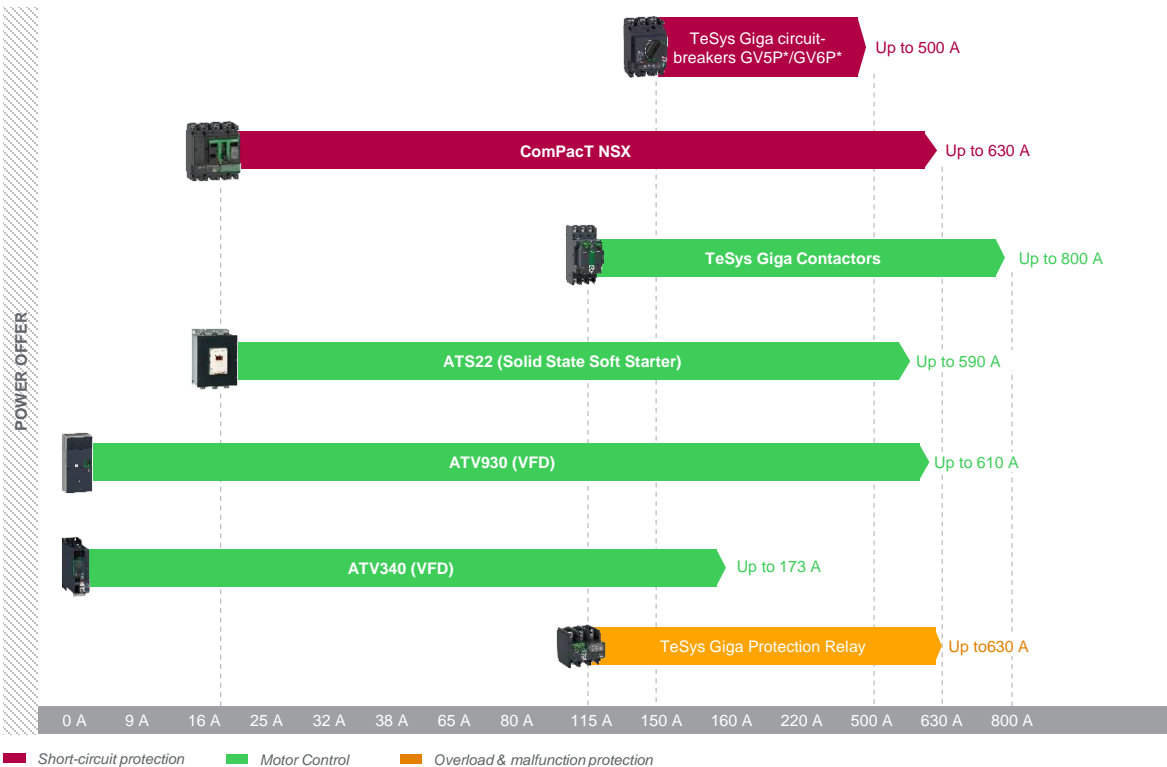 TeSys Giga circuit-
breakers GV5P*/GV6P*
Up to 500 A
ComPacT NSX
Up to 630 A
TeSys Giga Contactors
Up to 800 A
POWER OFFER
ATS22 (Solid State Soft Starter)
Up to 590 A
ATV930 (VFD)
Up to 610 A
ATV340 (VFD)
Up to 173 A
TeSys Giga Protection Relay
Up to630 A
0 A 9 A 16 A 25 A 32 A 38 A 65 A 80 A 115 A 150 A 160 A 220 A 500 A 630 A 800 A
Short-circuit protection Motor Control Overload & malfunction protection